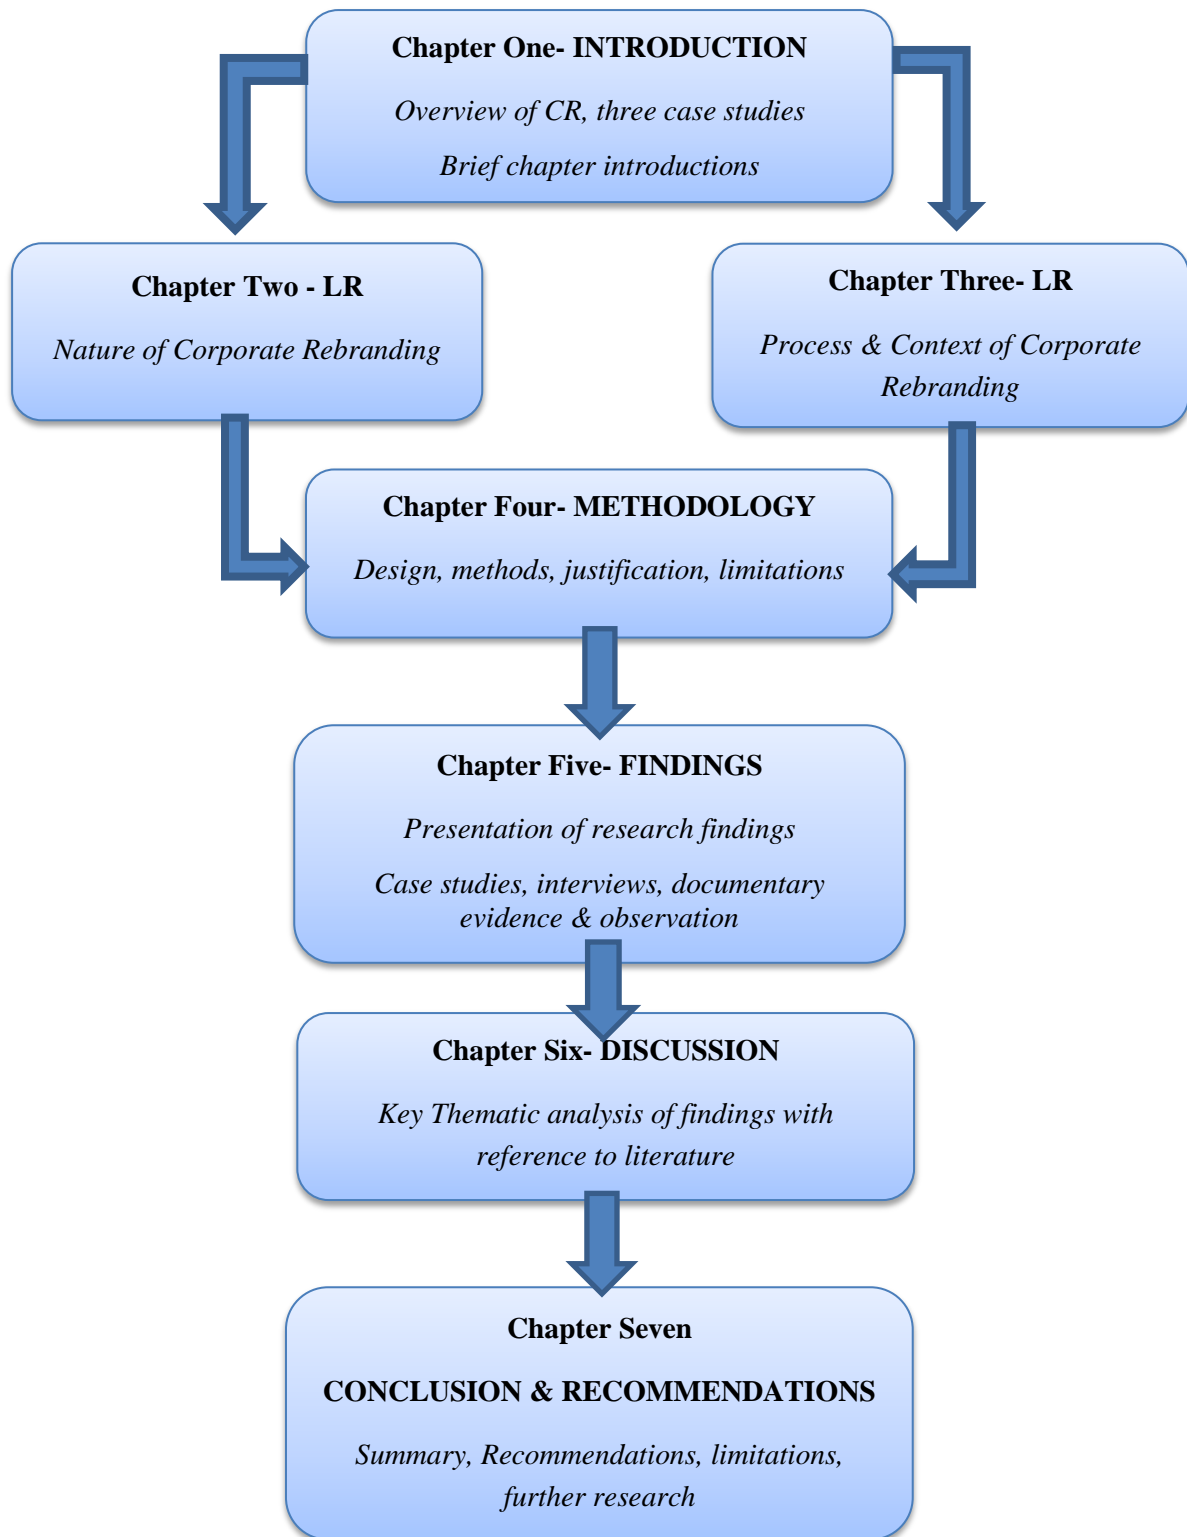 Chapter One- INTRODUCTION
Overview of CR, three case studies
Brief chapter introductions
Chapter Two - LR
Nature of Corporate Rebranding
Chapter Three- LR
Process & Context of Corporate
Rebranding
Chapter Four- METHODOLOGY
Design, methods, justification, limitations
Chapter Five- FINDINGS
Presentation of research findings
Case studies, interviews, documentary
evidence & observation
Chapter Six- DISCUSSION
Key Thematic analysis of findings with
reference to literature
Chapter Seven
CONCLUSION & RECOMMENDATIONS
Summary, Recommendations, limitations,
further research